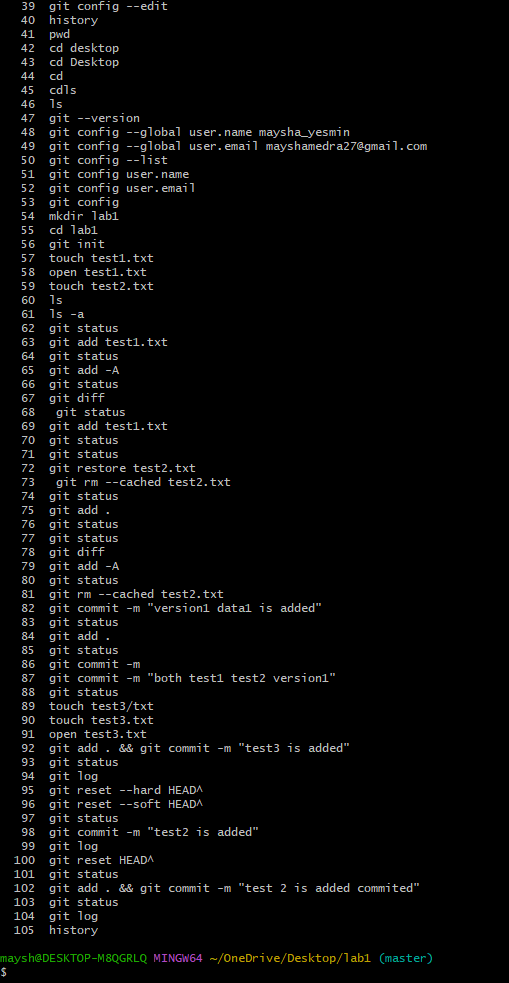 39 git config --edit
40 history
41 pwd
42 cd desktop
43 cd Desktop
44 cd
45 cdls
46 ls
47 git --version
48 git config --global user.name maysha_yesmin
49 git config --global user.email mayshamedra27@gmail.com
50 git config --list
51 git config user.name
52 git config user.email
53 git config
54 mkdir lab1
55 cd lab1
56 git init
57 touch test1.txt
58 open test1.txt
59 touch test2.txt
60 ls
61 ls -a
62 git status
63 git add test1.txt
64 git status
65 git add -A
66 git status
67 git diff
68  git status
69 git add test1.txt
70 git status
71 git status
72 git restore test2.txt
73  git rm --cached test2.txt
74 git status
75 git add .
76 git status
77 git status
78 git diff
79 git add -A
80 git status
81 git rm --cached test2.txt
82 git commit -m "version1 data1 is added"
83 git status
84 git add .
85 git status
86 git commit -m
87 git commit -m "both test1 test2 version1"
88 git status
89 touch test3/txt
90 touch test3.txt
91 open test3.txt
92 git add . && git commit -m "test3 is added"
93 git status
94 git log
95 git reset --hard HEAD^
96 git reset --soft HEAD^
97 git status
98 git commit -m "test2 is added"
99 git log
100 git reset HEAD^
101 git status
102 git add . && git commit -m "test 2 is added commited"
103 git status
104 git log
105 history
maysh@DESKTOP-M8QGRLQ MINGW64 ~/OneDrive/Desktop/lab1 (master)
$